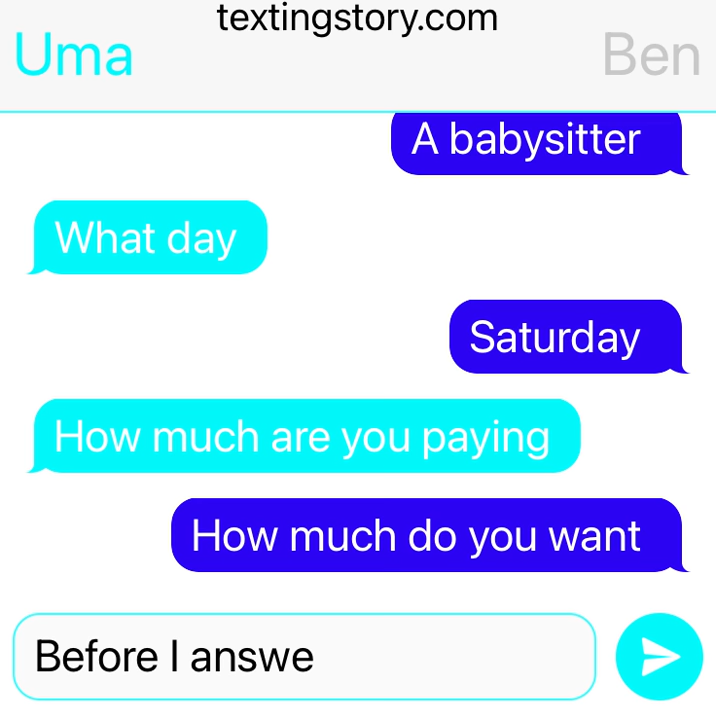 textingstory.com
Uma
Ben
A babysitter
What day
Saturday
How much are you paying
How much do you want
Before I answe